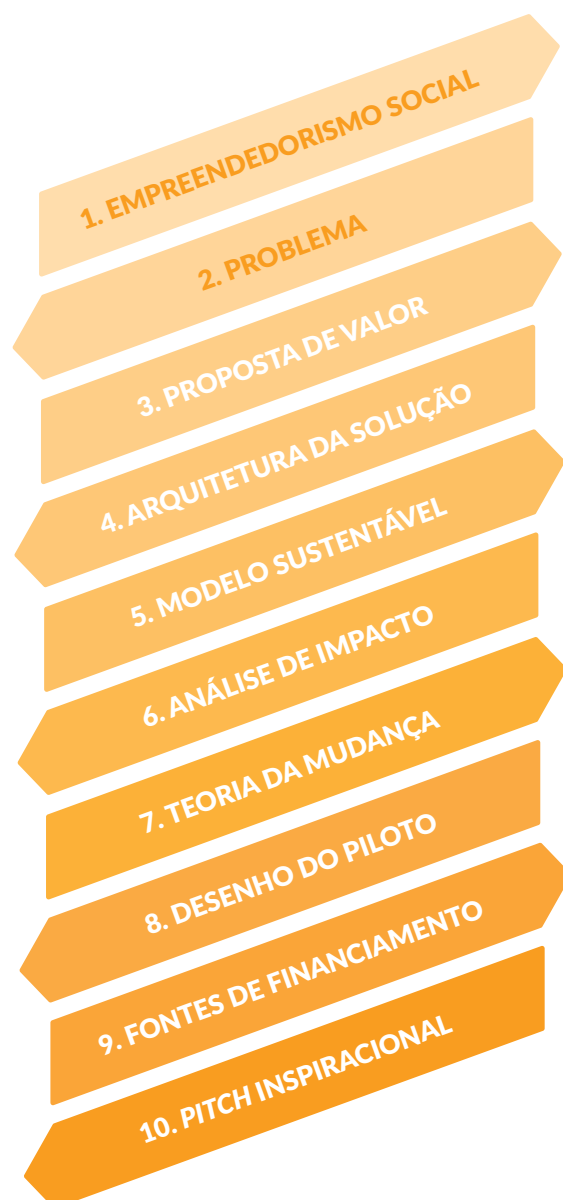 1. EMPREENDEDORISMO SOCIAL
2. PROBLEMA
3. PROPOSTA DE VALOR
4. ARQUITETURA DA SOLUÇÃO
5. MODELO SUSTENTÁVEL
6. ANÁLISE DE IMPACTO
7. TEORIA DA MUDANÇA
8. DESENHO DO PILOTO
9. FONTES DE FINANCIAMENTO
10. PITCH INSPIRACIONAL